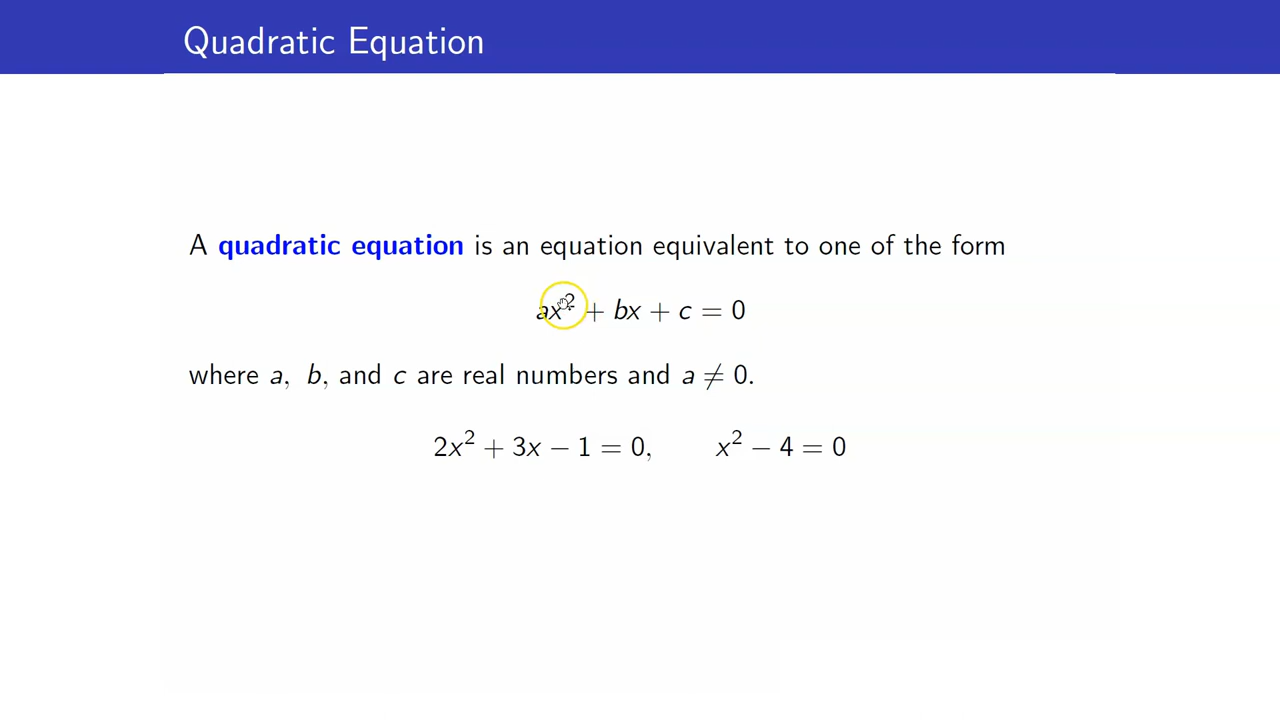 Quadratic Equation
A quadratic equation is an equation equivalent to one of the form
ax² + bx + c = 0
where a, b, and c are real numbers and a ≠ 0.
2x² + 3x − 1 = 0, x² − 4 = 0